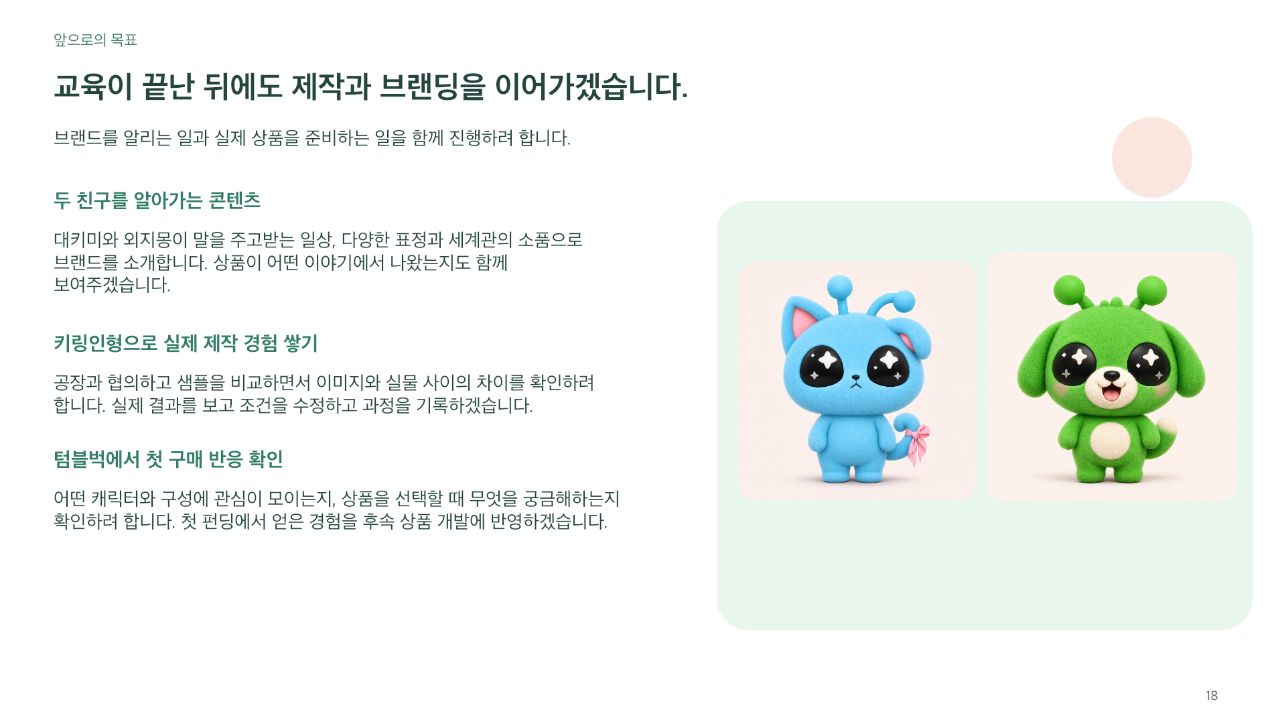 앞으로의 목표
교육이 끝난 뒤에도 제작과 브랜딩을 이어가겠습니다.
브랜드를 알리는 일과 실제 상품을 준비하는 일을 함께 진행하려 합니다.
두 친구를 알아가는 콘텐츠
대키미와 외지몽이 말을 주고받는 일상, 다양한 표정과 세계관의 소품으로
브랜드를 소개합니다. 상품이 어떤 이야기에서 나왔는지도 함께
보여주겠습니다.
키링인형으로 실제 제작 경험 쌓기
공장과 협의하고 샘플을 비교하면서 이미지와 실물 사이의 차이를 확인하려
합니다. 실제 결과를 보고 조건을 수정하고 과정을 기록하겠습니다.
텀블벅에서 첫 구매 반응 확인
어떤 캐릭터와 구성에 관심이 모이는지, 상품을 선택할 때 무엇을 궁금해하는지
확인하려 합니다. 첫 펀딩에서 얻은 경험을 후속 상품 개발에 반영하겠습니다.
18